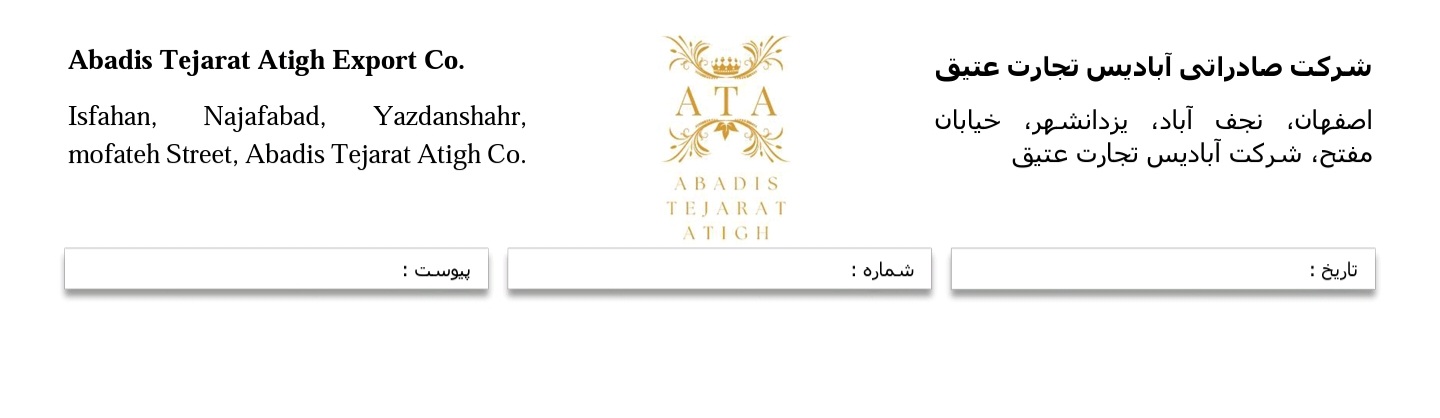 Abadis Tejarat Atigh Export Co.
Isfahan, Najafabad, Yazdanshahr,
mofateh Street, Abadis Tejarat Atigh Co.
ATA
ABADIS
TEJARAT
ATIGH
شرکت صادراتی آبادیس تجارت عتیق
اصفهان، نجف آباد، یزدانشهر، خیابان
مفتح، شرکت آبادیس تجارت عتیق
تاریخ :
شماره :
پیوست :